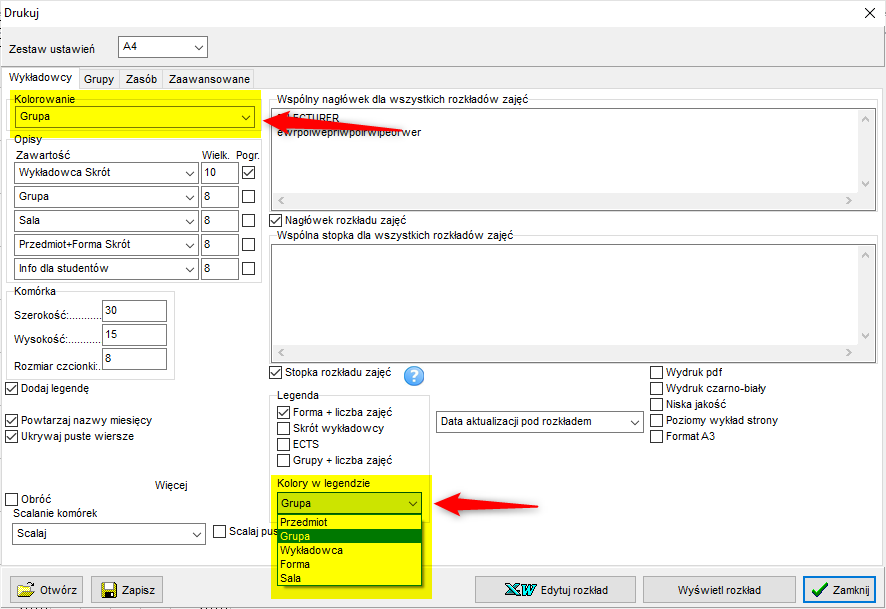 Drukuj
Zestaw ustawień
A4
Wykładowcy
Grupy
Zasób
Zaawansowane
Kolorowanie
Grupa
Opisy
Zawartość Wielk. Pogr.
Wykładowca Skrót 10
Grupa 8
Sala 8
Przedmiot+Forma Skrót 8
Info dla studentów 8
Komórka
Szerokość:........... 30
Wysokość:........... 15
Rozmiar czcionki:. 8
Dodaj legendę
Powtarzaj nazwy miesięcy
Ukrywaj puste wiersze
Więcej
Obróć
Scalanie komórek
Scalaj
Scalaj pus
Wspólny nagłówek dla wszystkich rozkładów zajęć
Nagłówek rozkładu zajęć
Wspólna stopka dla wszystkich rozkładów zajęć
Stopka rozkładu zajęć
?
Legenda
Forma + liczba zajęć
Skrót wykładowcy
ECTS
Grupy + liczba zajęć
Data aktualizacji pod rozkładem
Wydruk pdf
Wydruk czarno-biały
Niska jakość
Poziomy wykład strony
Format A3
Kolory w legendzie
Grupa
Przedmiot
Grupa
Wykładowca
Forma
Sala
Otwórz
Zapisz
Edytuj rozkład
Wyświetl rozkład
Zamknij